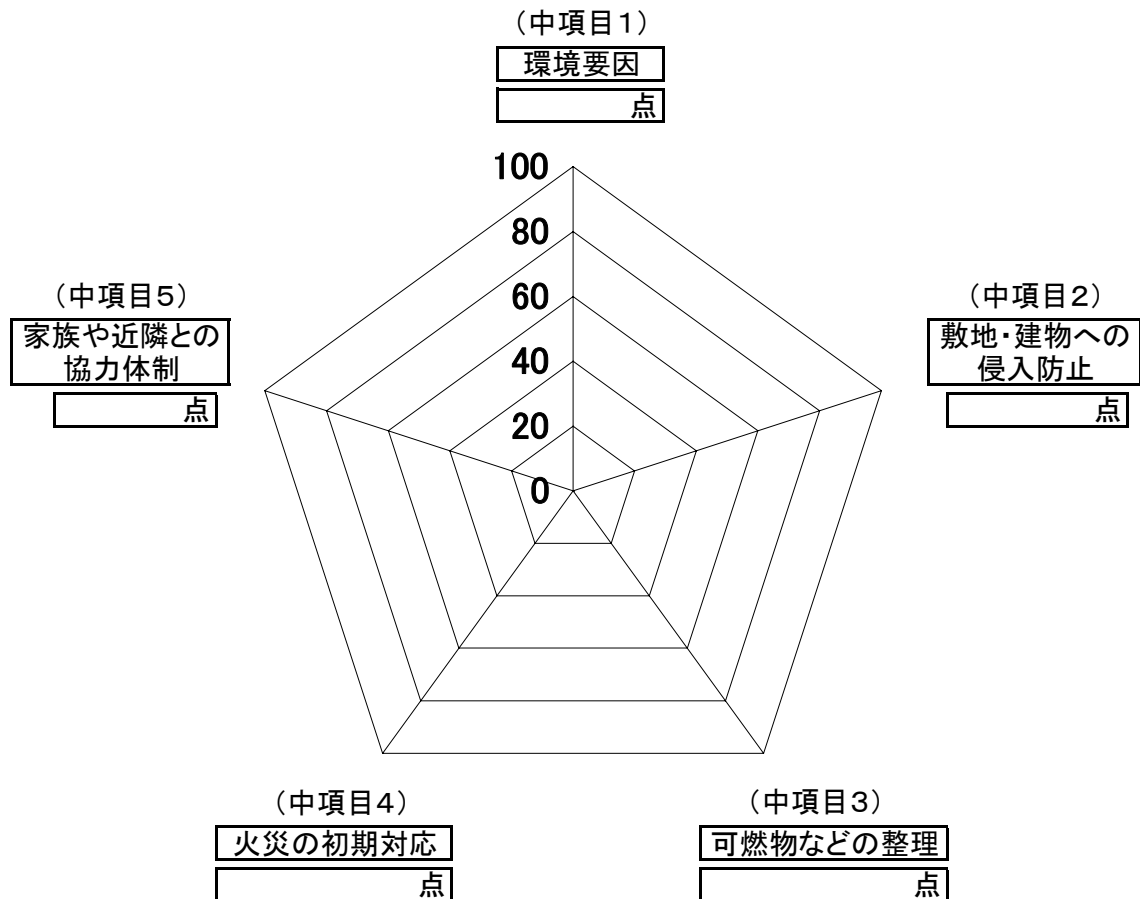 （中項目1）
環境要因
点
100
80
60
40
20
0
（中項目5）
家族や近隣との
協力体制
点
（中項目2）
敷地・建物への
侵入防止
点
（中項目4）
火災の初期対応
点
（中項目3）
可燃物などの整理
点